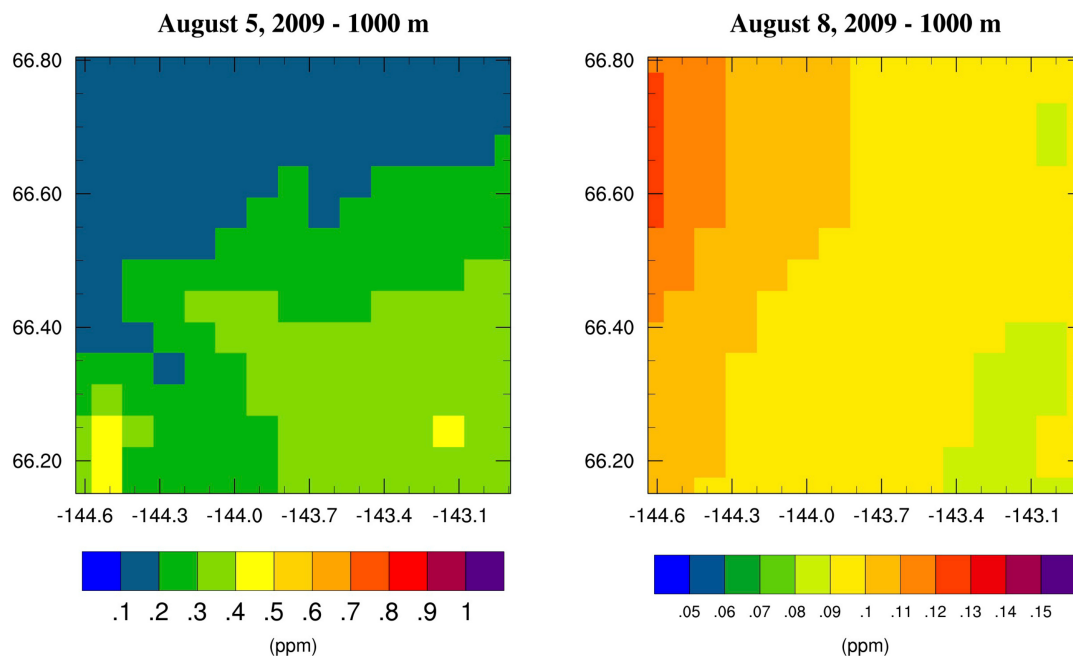 August 5, 2009 - 1000 m
66.80
66.60
66.40
66.20
-144.6 -144.3 -144.0 -143.7 -143.4 -143.1
.1 .2 .3 .4 .5 .6 .7 .8 .9 1
(ppm)
August 8, 2009 - 1000 m
66.80
66.60
66.40
66.20
-144.6 -144.3 -144.0 -143.7 -143.4 -143.1
.05 .06 .07 .08 .09 .1 .11 .12 .13 .14 .15
(ppm)